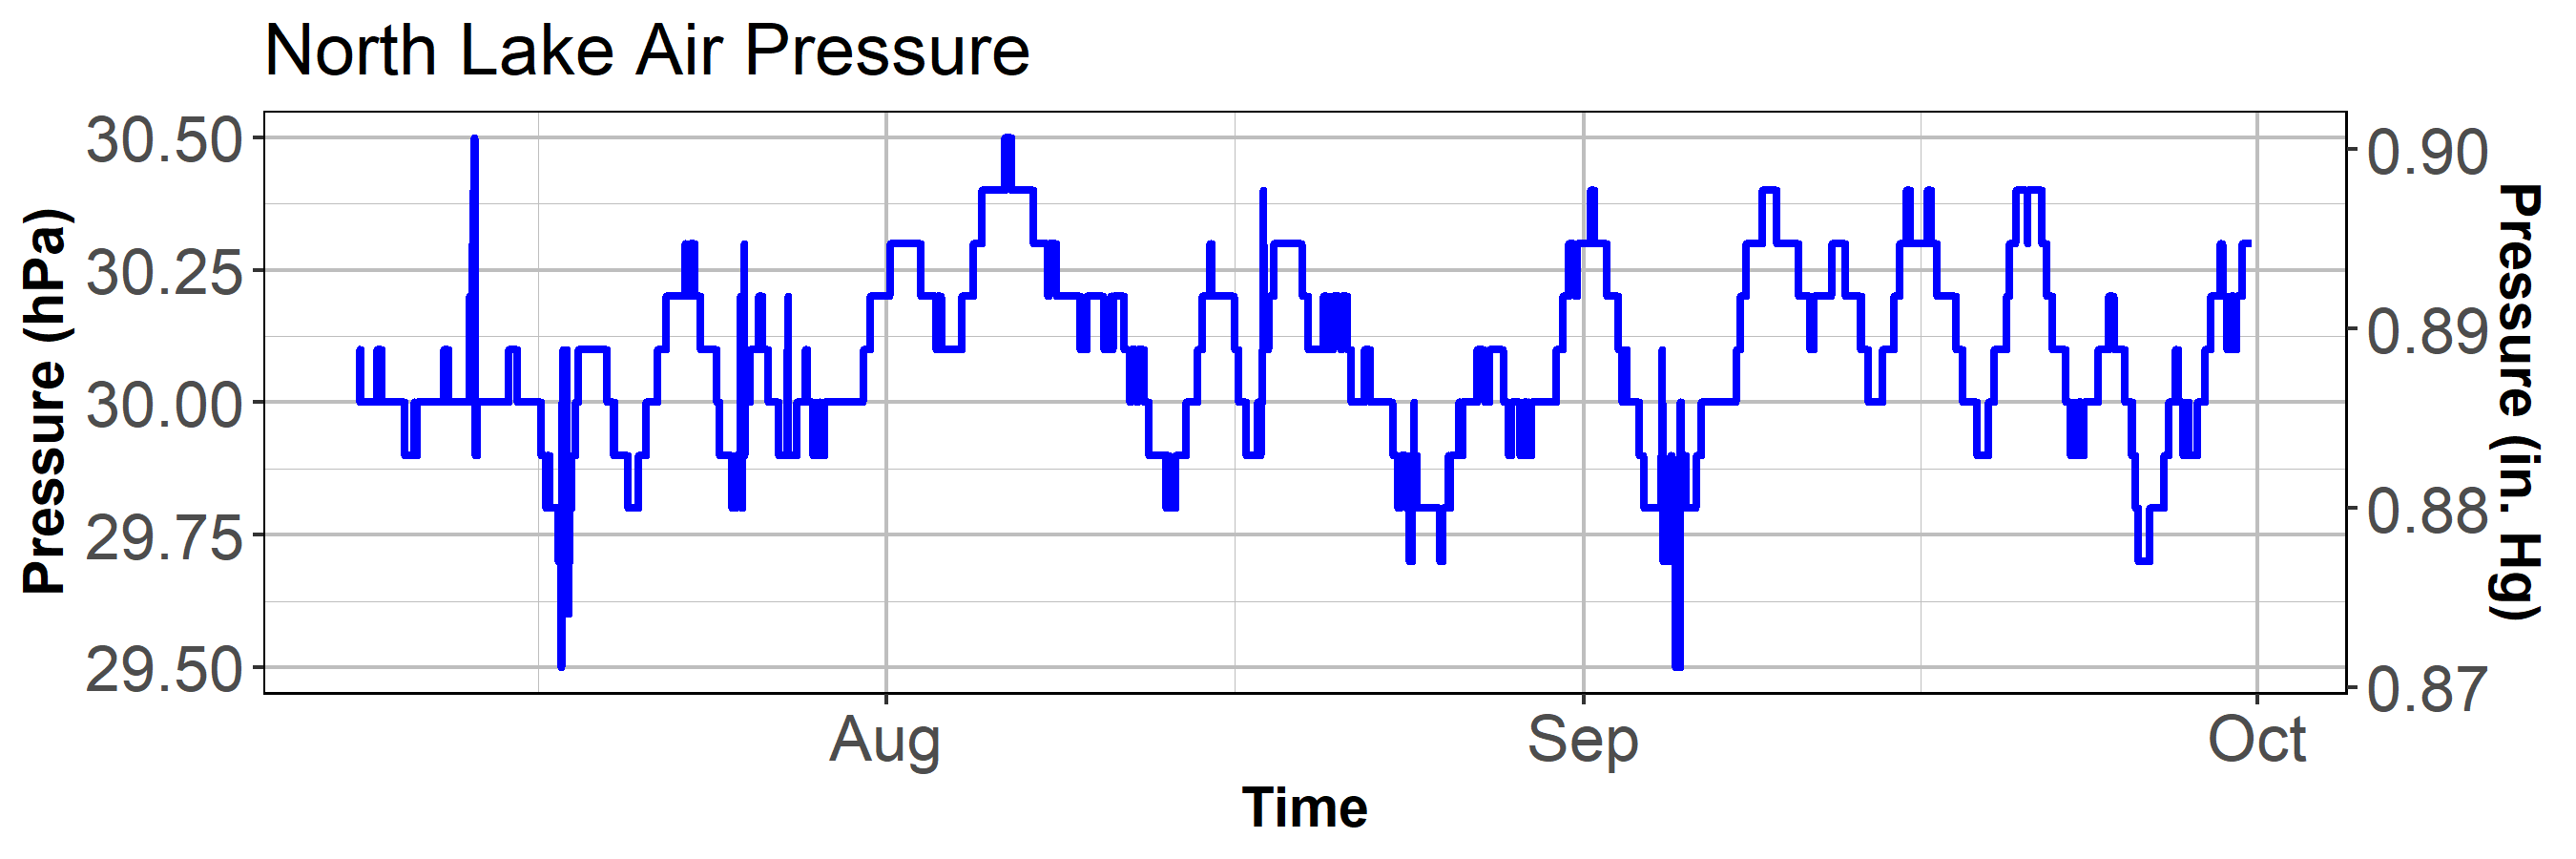 North Lake Air Pressure
Pressure (hPa)
30.50
30.25
30.00
29.75
29.50
0.90
0.89
0.88
0.87
Pressure (in. Hg)
Aug Sep Oct
Time